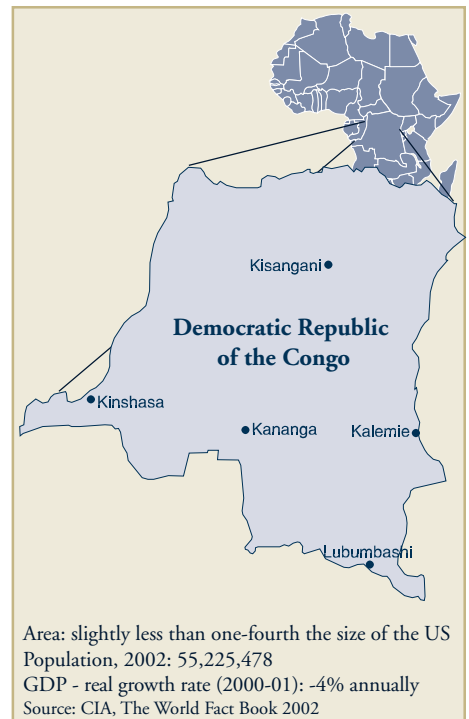 Kisangani
Democratic Republic
of the Congo
Kinshasa
Kananga
Kalemie
Lubumbashi
Area: slightly less than one-fourth the size of the US
Population, 2002: 55,225,478
GDP - real growth rate (2000-01): -4% annually
Source: CIA, The World Fact Book 2002